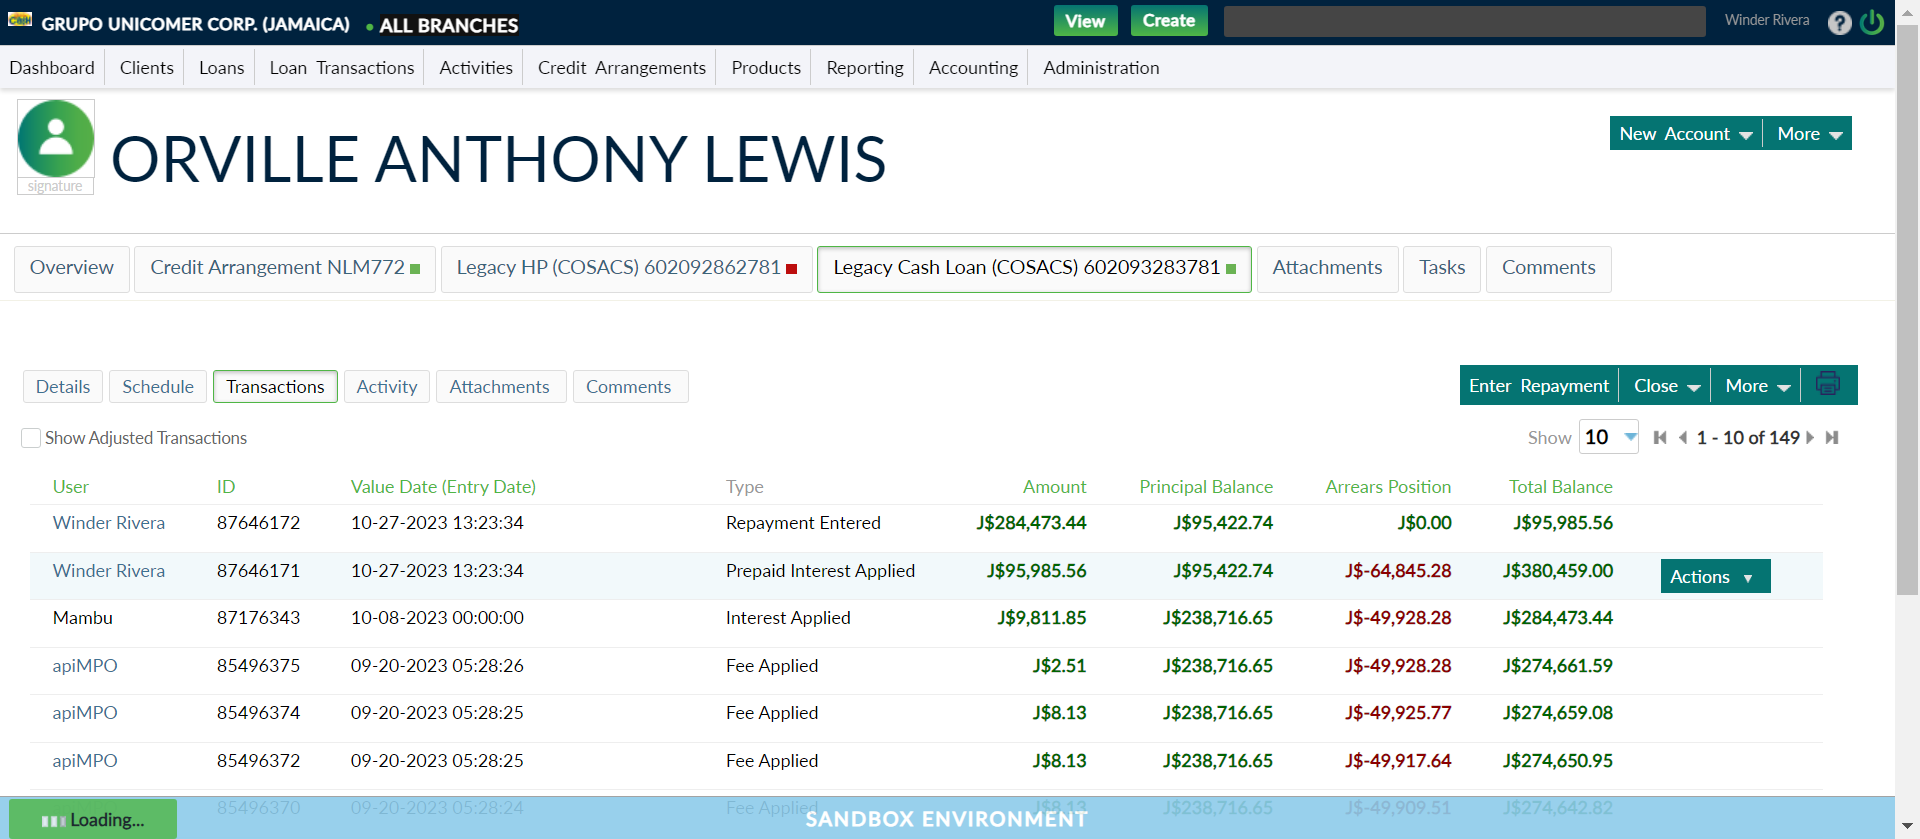 GRUPO UNICOMER CORP. (JAMAICA) ALL BRANCHES View Create Winder Rivera ?
Dashboard Clients Loans Loan Transactions Activities Credit Arrangements Products Reporting Accounting Administration
signature
ORVILLE ANTHONY LEWIS
New Account More
Overview Credit Arrangement NLM772 Legacy HP (COSACS) 602092862781 Legacy Cash Loan (COSACS) 602093283781 Attachments Tasks Comments
Details Schedule Transactions Activity Attachments Comments Enter Repayment Close More
Show Adjusted Transactions Show 10 1 - 10 of 149
User ID Value Date (Entry Date) Type Amount Principal Balance Arrears Position Total Balance
Winder Rivera 87646172 10-27-2023 13:23:34 Repayment Entered J$284,473.44 J$95,422.74 J$0.00 J$95,985.56
Winder Rivera 87646171 10-27-2023 13:23:34 Prepaid Interest Applied J$95,985.56 J$95,422.74 J$-64,845.28 J$380,459.00 Actions
Mambu 87176343 10-08-2023 00:00:00 Interest Applied J$9,811.85 J$238,716.65 J$-49,928.28 J$284,473.44
apiMPO 85496375 09-20-2023 05:28:26 Fee Applied J$2.51 J$238,716.65 J$-49,928.28 J$274,661.59
apiMPO 85496374 09-20-2023 05:28:25 Fee Applied J$8.13 J$238,716.65 J$-49,925.77 J$274,659.08
apiMPO 85496372 09-20-2023 05:28:25 Fee Applied J$8.13 J$238,716.65 J$-49,917.64 J$274,650.95
85496370 09-20-2023 05:28:24 Fee Applied J$8.13 J$238,716.65 J$-49,909.51 J$274,642.82
Loading... SANDBOX ENVIRONMENT